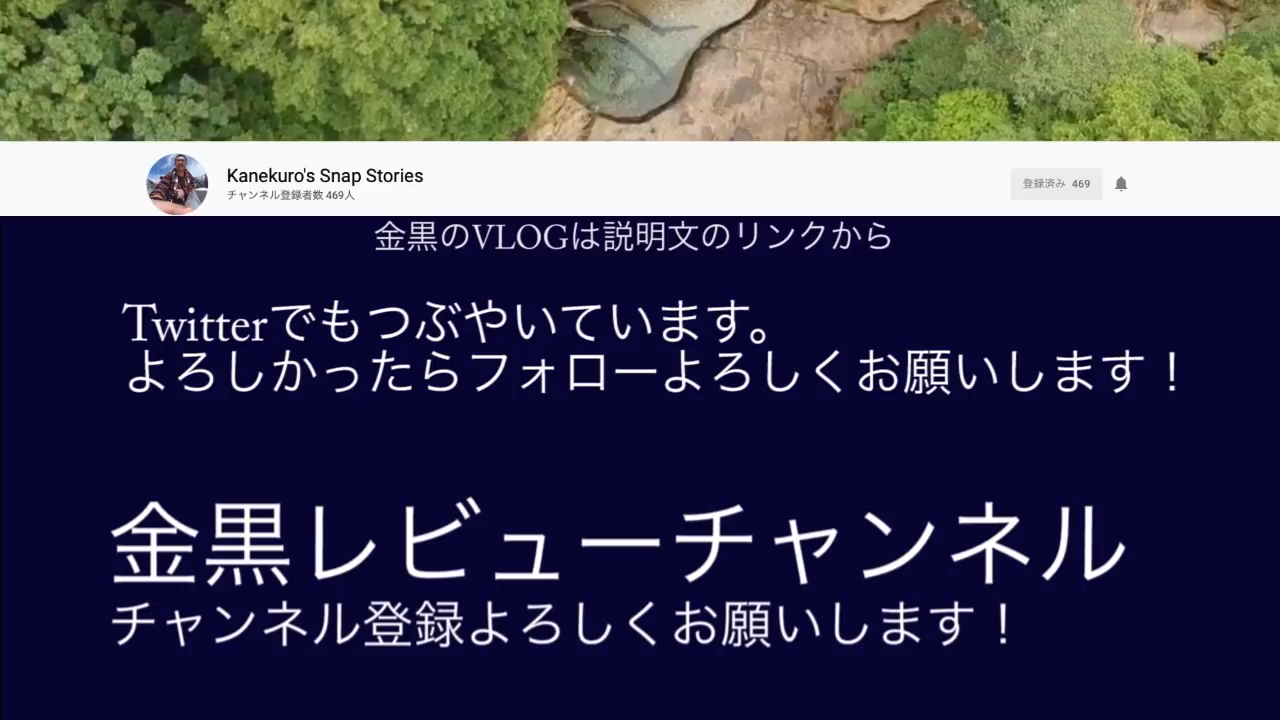 Kanekuro's Snap Stories
チャンネル登録者数 469人
登録済み 469
金黒のVLOGは説明文のリンクから
Twitterでもつぶやいています。
よろしかったらフォローよろしくお願いします！
金黒レビューチャンネル
チャンネル登録よろしくお願いします！